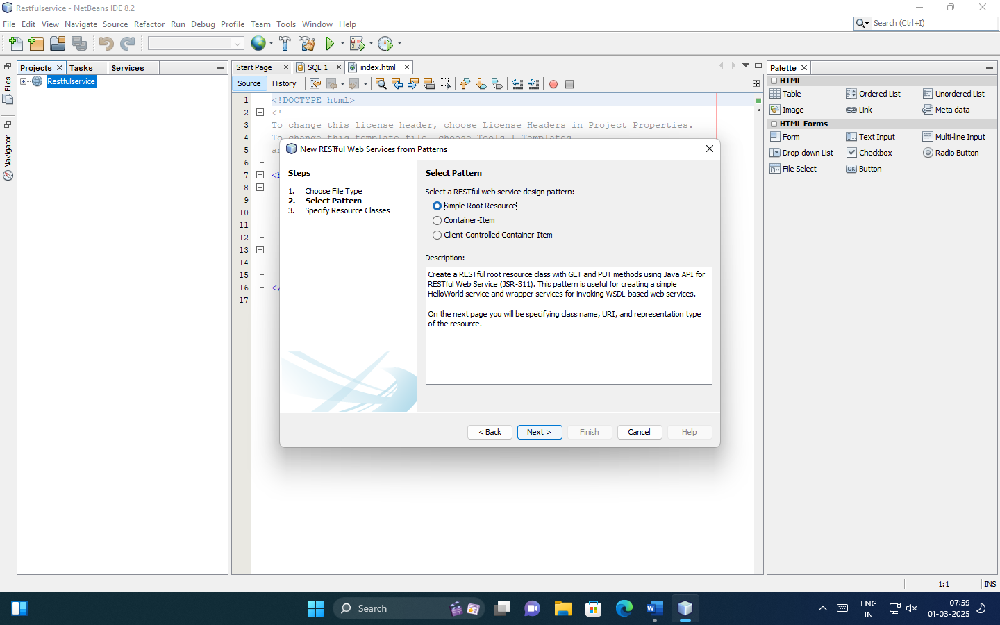 Restfulservice - NetBeans IDE 8.2
File Edit View Navigate Source Refactor Run Debug Profile Team Tools Window Help
Search (Ctrl+I)
Projects Tasks Services
Restfulservice
Files
Navigator
Start Page SQL 1 index.html
Source History
1 <!DOCTYPE html>
2 <!--
3 To change this license header, choose License Headers in Project Properties.
4 To change this template file, choose Tools | Templates
5 an
6 --
7 <h
8
9
10
11
12
13
14
15
16 </
17
New RESTful Web Services from Patterns
Steps
1. Choose File Type
2. Select Pattern
3. Specify Resource Classes
Select Pattern
Select a RESTful web service design pattern:
Simple Root Resource
Container-Item
Client-Controlled Container-Item
Description:
Create a RESTful root resource class with GET and PUT methods using Java API for
RESTful Web Service (JSR-311). This pattern is useful for creating a simple
HelloWorld service and wrapper services for invoking WSDL-based web services.
On the next page you will be specifying class name, URI, and representation type
of the resource.
< Back Next > Finish Cancel Help
Palette
HTML
Table Ordered List Unordered List
Image Link Meta data
HTML Forms
Form Text Input Multi-line Input
Drop-down List Checkbox Radio Button
File Select OK Button
1:1 INS
Search
ENG
IN
07:59
01-03-2025